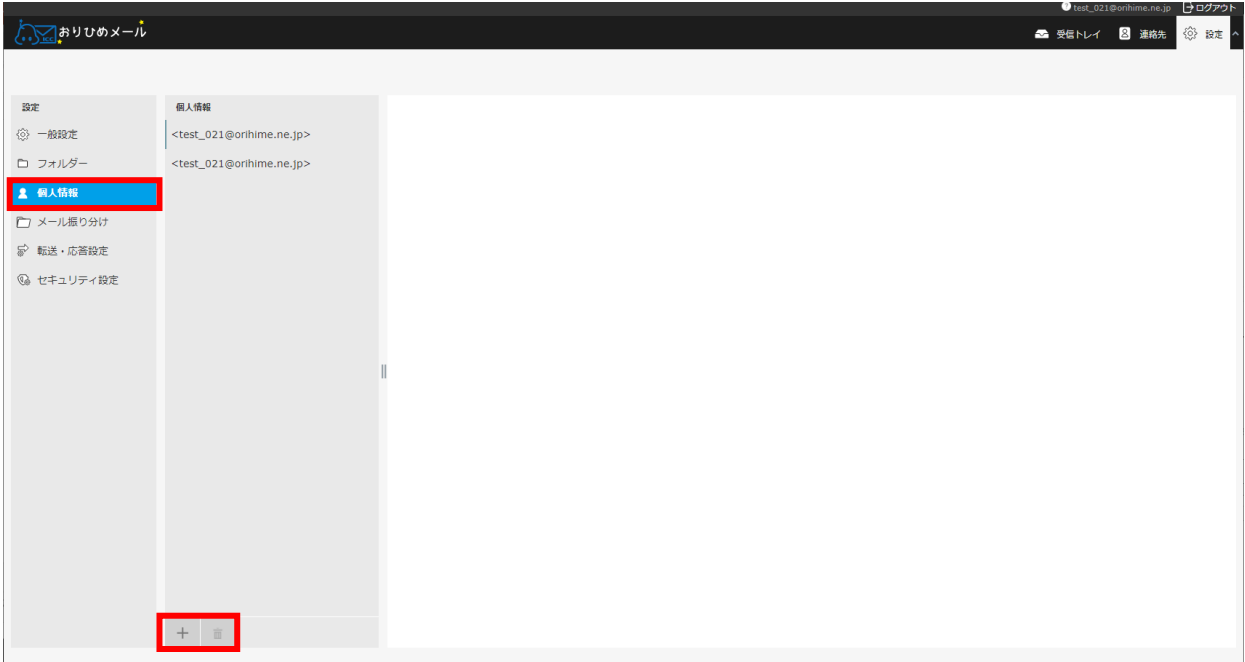 test_021@orihime.ne.jp ログアウト
おりひめメール
受信トレイ 連絡先 設定
設定
一般設定
フォルダー
個人情報
メール振り分け
転送・応答設定
セキュリティ設定
個人情報
<test_021@orihime.ne.jp>
<test_021@orihime.ne.jp>